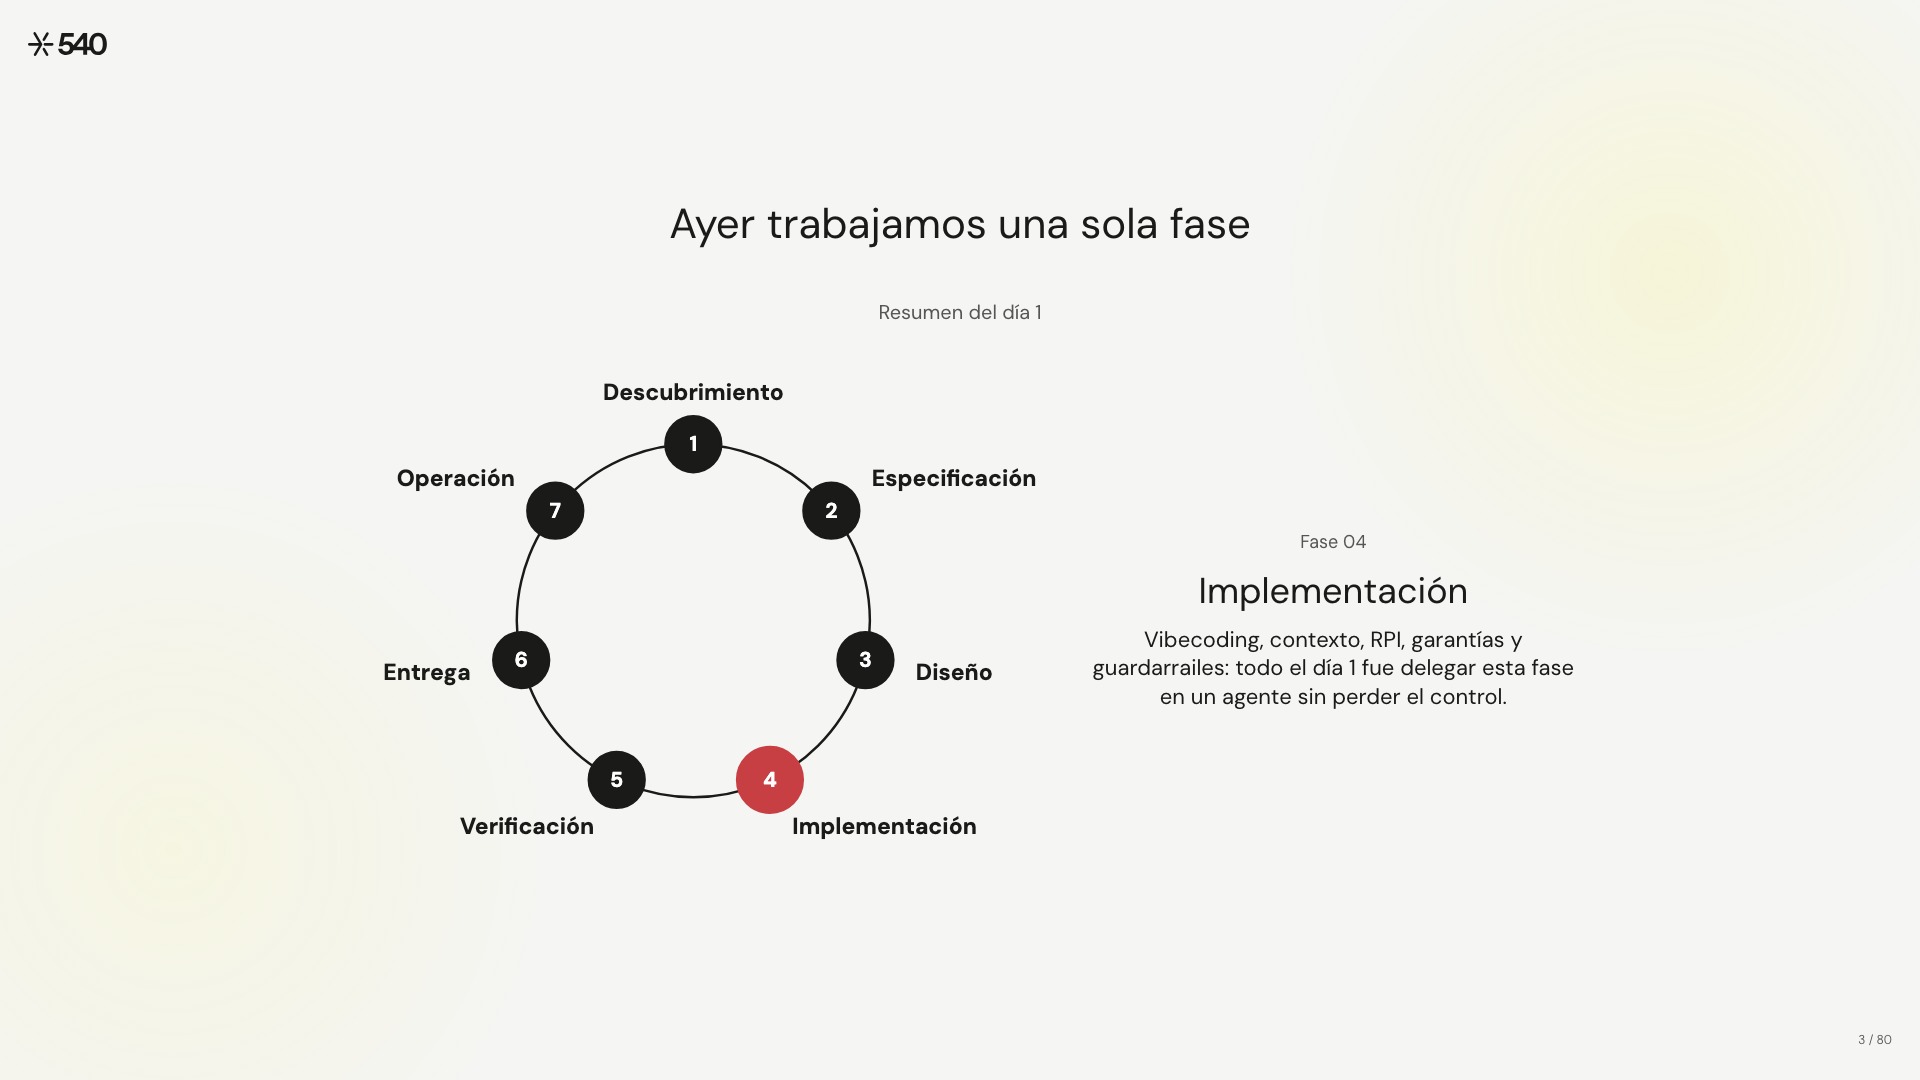 540
Ayer trabajamos una sola fase
Resumen del día 1
Descubrimiento
1
Operación
Especificación
7
2
6
3
Entrega
Diseño
5
4
Verificación
Implementación
Fase 04
Implementación
Vibecoding, contexto, RPI, garantías y
guardarrailes: todo el día 1 fue delegar esta fase
en un agente sin perder el control.
3 / 80